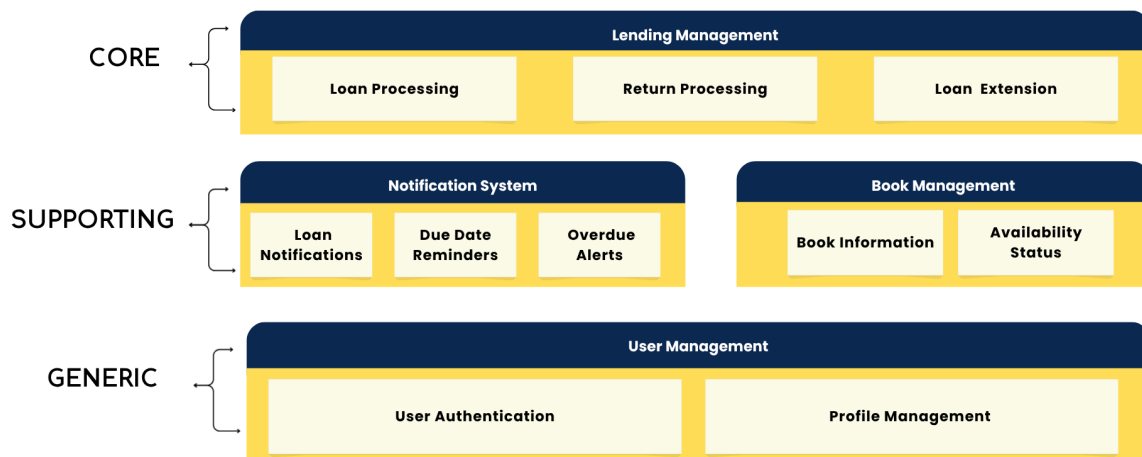 CORE
Lending Management
Loan Processing
Return Processing
Loan Extension
SUPPORTING
Notification System
Loan
Notifications
Due Date
Reminders
Overdue
Alerts
Book Management
Book Information
Availability
Status
GENERIC
User Management
User Authentication
Profile Management